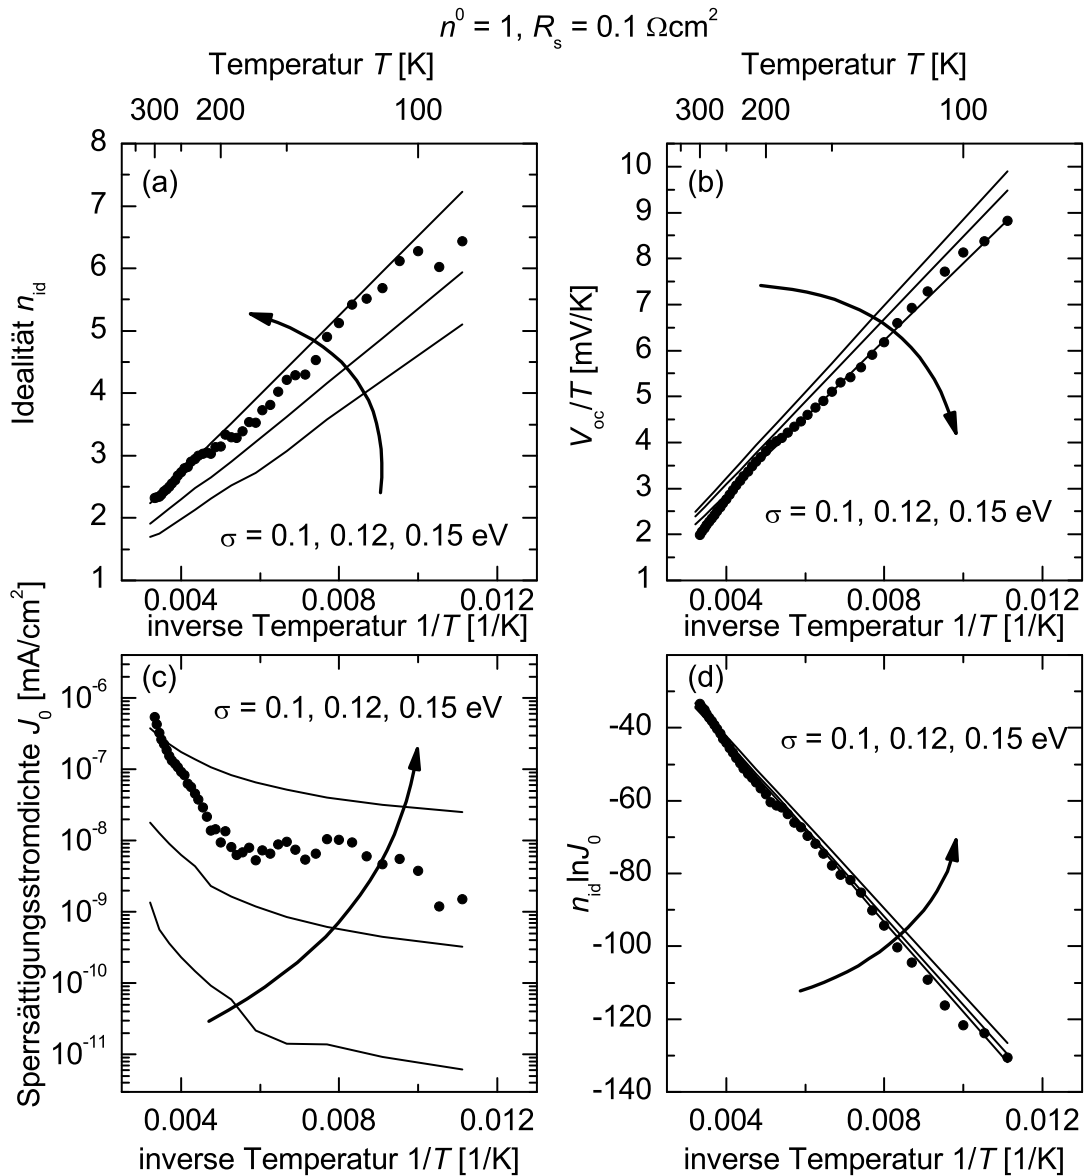 n⁰ = 1, Rₛ = 0.1 Ωcm²
Temperatur T [K]
300 200 100
(a)
8
7
6
5
4
3
2
1
Idealität n_id
σ = 0.1, 0.12, 0.15 eV
0.004 0.008 0.012
inverse Temperatur 1/T [1/K]
Temperatur T [K]
300 200 100
(b)
10
9
8
7
6
5
4
3
2
1
V_oc/T [mV/K]
σ = 0.1, 0.12, 0.15 eV
0.004 0.008 0.012
inverse Temperatur 1/T [1/K]
(c)
σ = 0.1, 0.12, 0.15 eV
10⁻⁶
10⁻⁷
10⁻⁸
10⁻⁹
10⁻¹⁰
10⁻¹¹
Sperrsättigungsstromdichte J₀ [mA/cm²]
0.004 0.008 0.012
inverse Temperatur 1/T [1/K]
(d)
σ = 0.1, 0.12, 0.15 eV
-40
-60
-80
-100
-120
-140
n_id lnJ₀
0.004 0.008 0.012
inverse Temperatur 1/T [1/K]